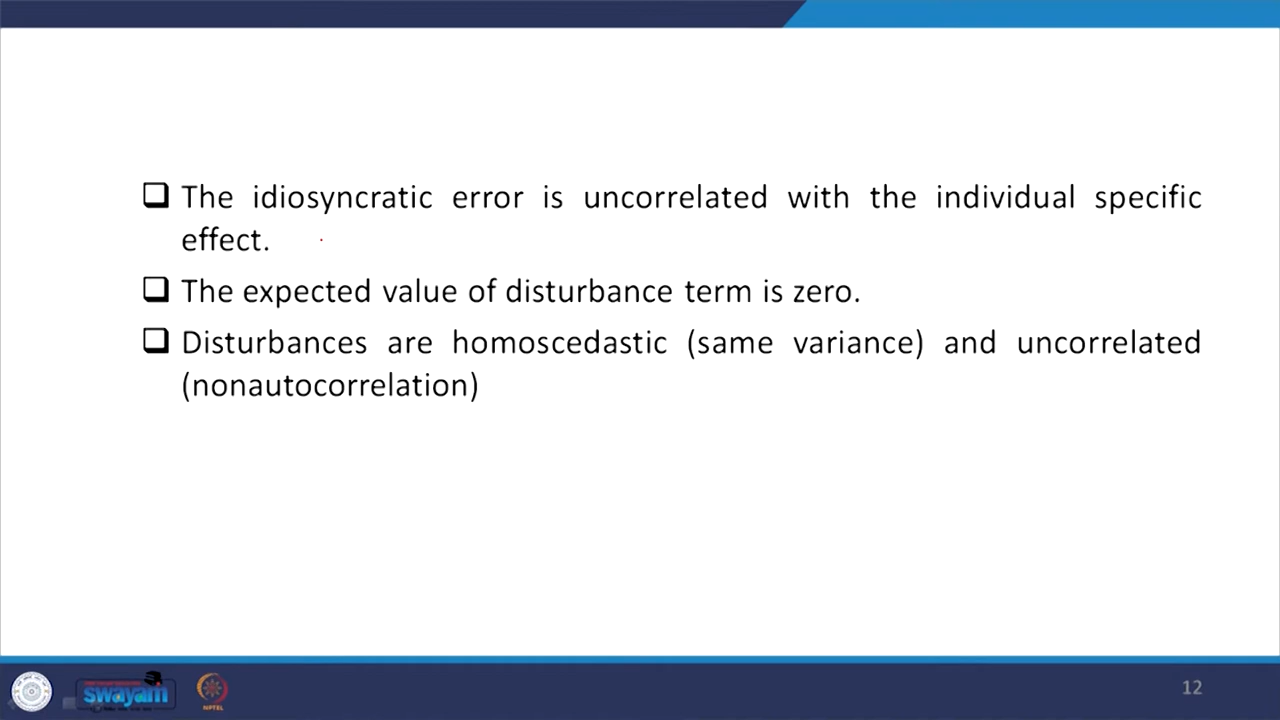 The idiosyncratic error is uncorrelated with the individual specific
effect.
The expected value of disturbance term is zero.
Disturbances are homoscedastic (same variance) and uncorrelated
(nonautocorrelation)
swayam
NPTEL
12